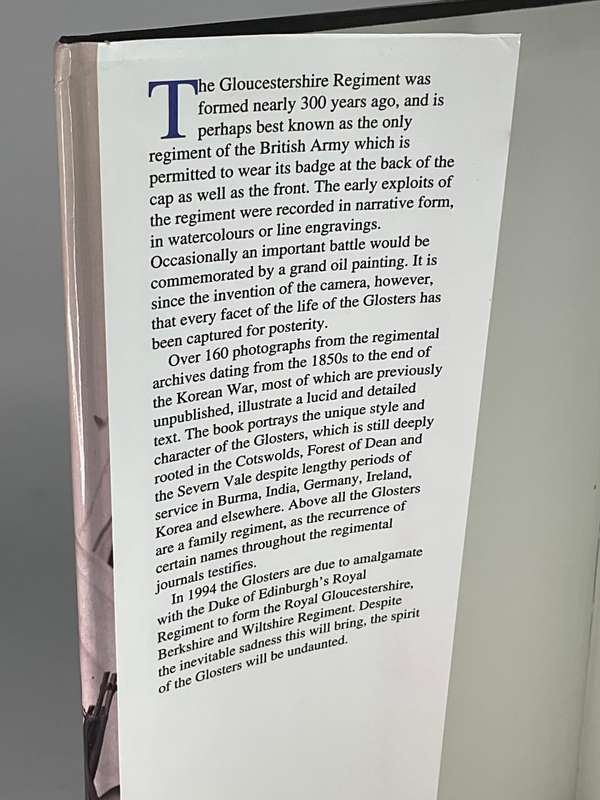 The Gloucestershire Regiment was
formed nearly 300 years ago, and is
perhaps best known as the only
regiment of the British Army which is
permitted to wear its badge at the back of the
cap as well as the front. The early exploits of
the regiment were recorded in narrative form,
in watercolours or line engravings.
Occasionally an important battle would be
commemorated by a grand oil painting. It is
since the invention of the camera, however,
that every facet of the life of the Glosters has
been captured for posterity.
Over 160 photographs from the regimental
archives dating from the 1850s to the end of
the Korean War, most of which are previously
unpublished, illustrate a lucid and detailed
text. The book portrays the unique style and
character of the Glosters, which is still deeply
rooted in the Cotswolds, Forest of Dean and
the Severn Vale despite lengthy periods of
service in Burma, India, Germany, Ireland,
Korea and elsewhere. Above all the Glosters
are a family regiment, as the recurrence of
certain names throughout the regimental
journals testifies.
In 1994 the Glosters are due to amalgamate
with the Duke of Edinburgh's Royal
Regiment to form the Royal Gloucestershire,
Berkshire and Wiltshire Regiment. Despite
the inevitable sadness this will bring, the spirit
of the Glosters will be undaunted.